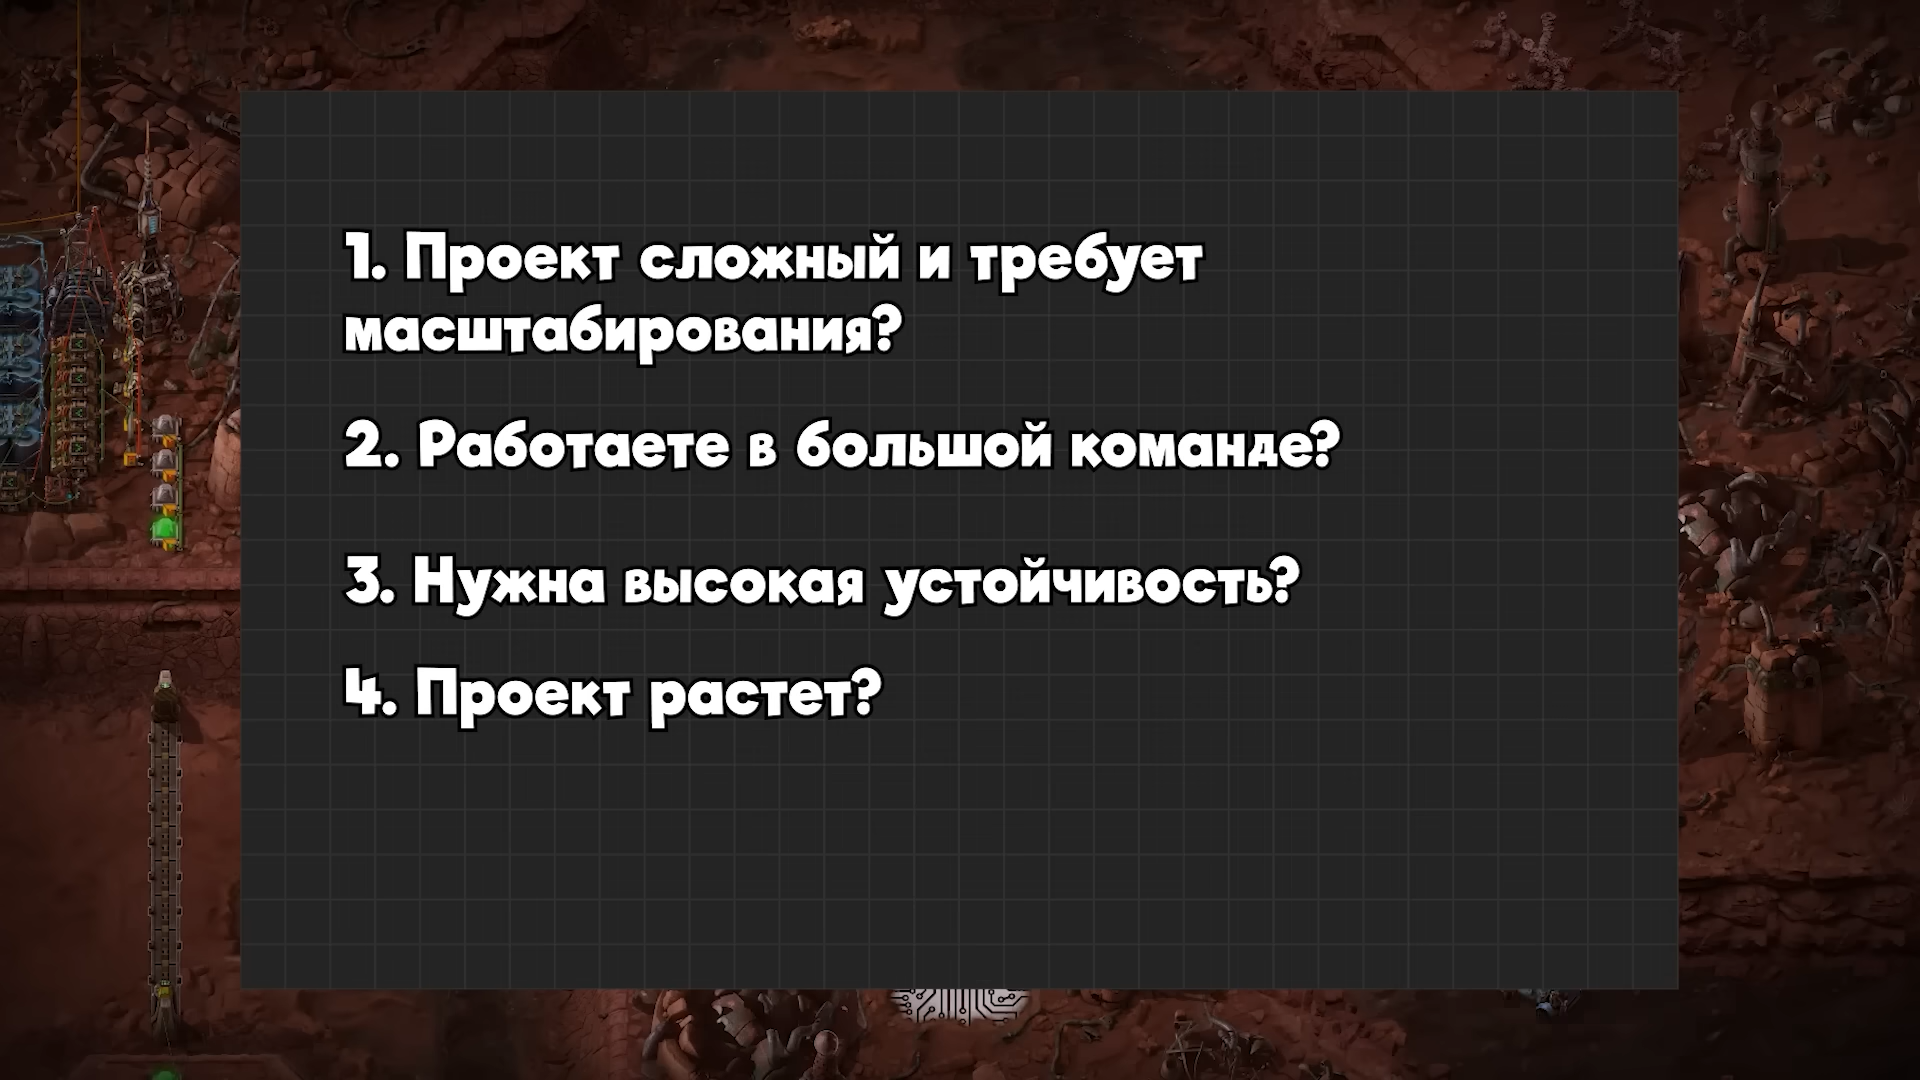 1. Проект сложный и требует
масштабирования?
2. Работаете в большой команде?
3. Нужна высокая устойчивость?
4. Проект растет?